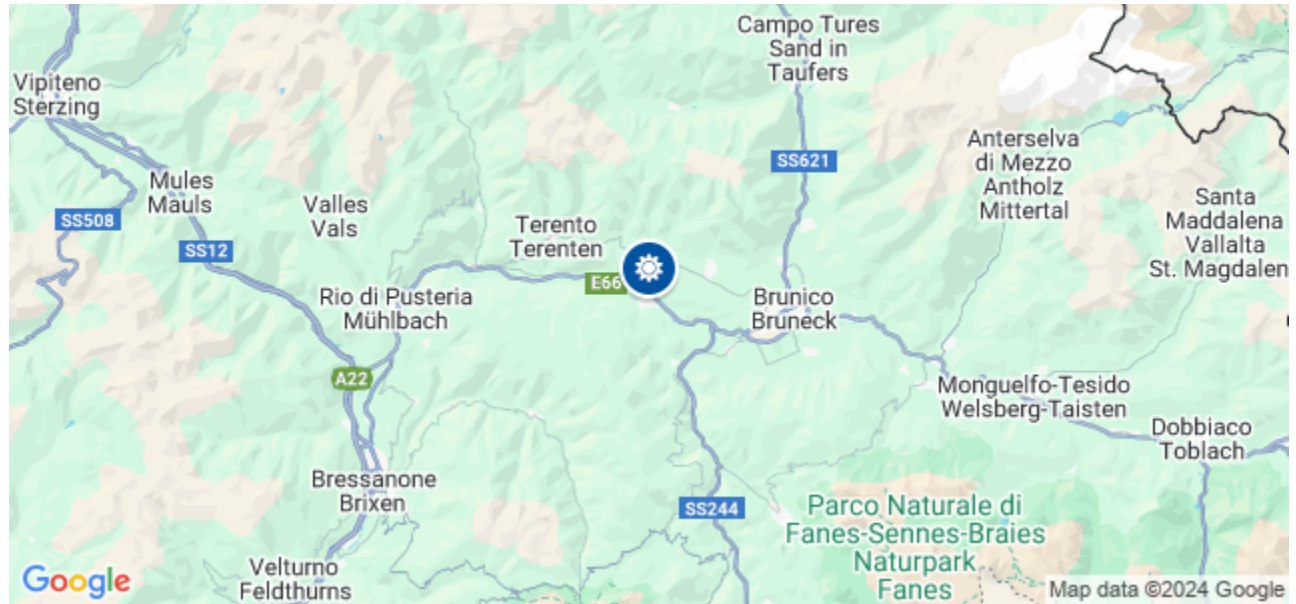 Campo Tures
Sand in
Taufers
Vipiteno
Sterzing
Anterselva
di Mezzo
Antholz
Mittertal
SS621
Mules
Mauls
Valles
Vals
Santa
Maddalena
Vallalta
St. Magdalen
SS508
Terento
Terenten
SS12
E66
Rio di Pusteria
Mühlbach
Brunico
Bruneck
A22
Monguelfo-Tesido
Welsberg-Taisten
Dobbiaco
Toblach
Bressanone
Brixen
SS244
Parco Naturale di
Fanes-Sennes-Braies
Naturpark
Fanes
Velturno
Feldthurns
Google
Map data ©2024 Google